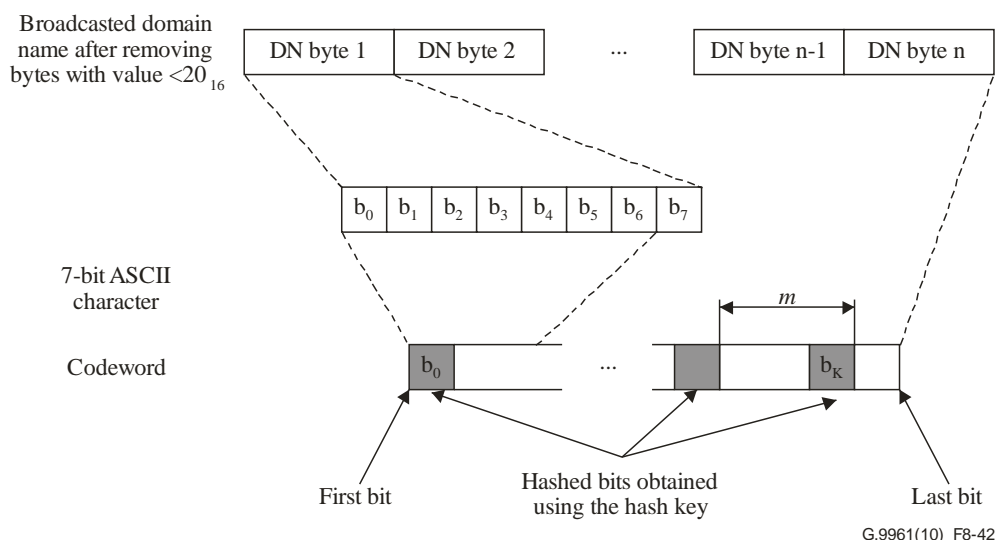 Broadcasted domain
name after removing
bytes with value <20₁₆
DN byte 1 DN byte 2 ... DN byte n-1 DN byte n
b₀ b₁ b₂ b₃ b₄ b₅ b₆ b₇
7-bit ASCII
character
m
Codeword
b₀ ... b_K
Hashed bits obtained
using the hash key
First bit
Last bit
G.9961(10)_F8-42